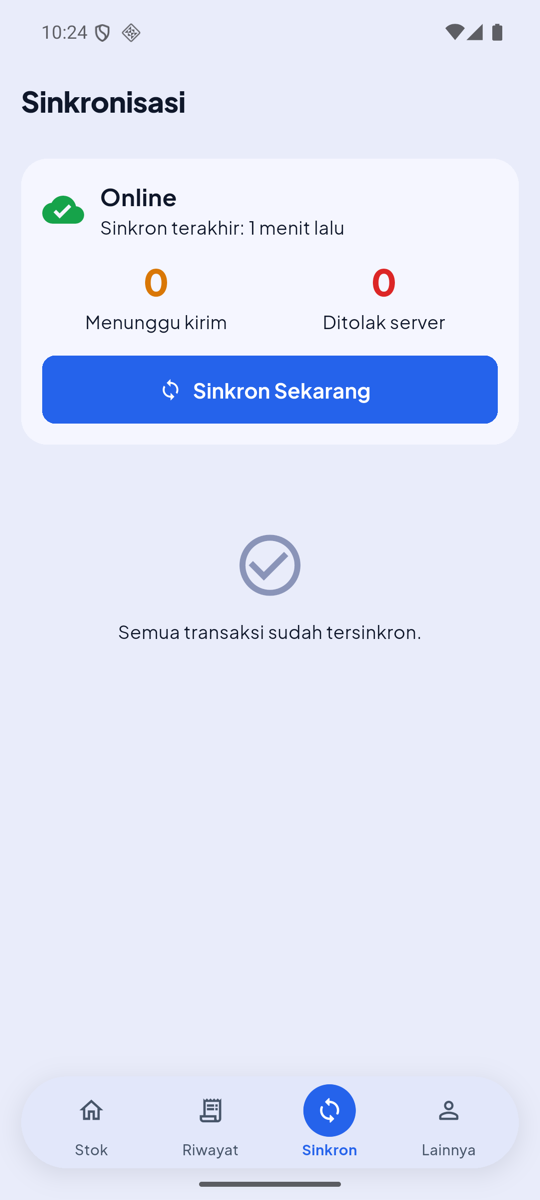 10:24
Sinkronisasi
Online
Sinkron terakhir: 1 menit lalu
0 0
Menunggu kirim Ditolak server
Sinkron Sekarang
Semua transaksi sudah tersinkron.
Stok Riwayat Sinkron Lainnya